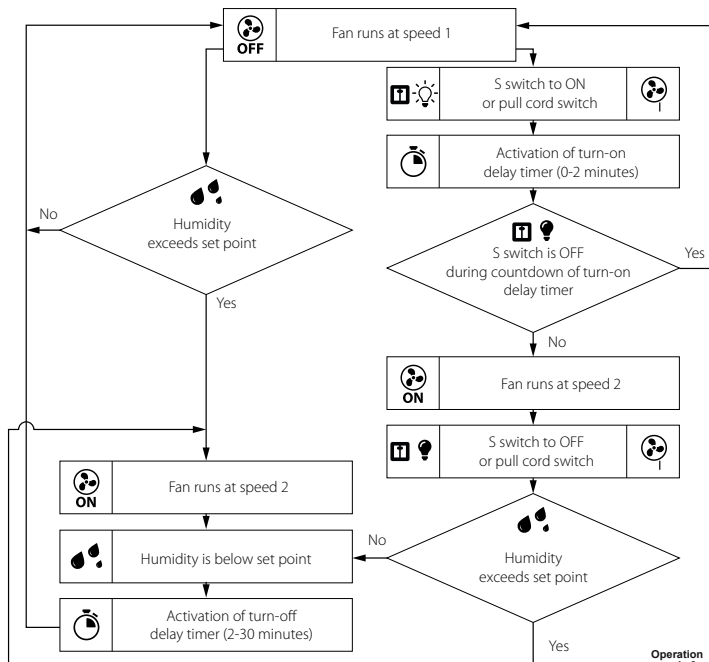 OFF
Fan runs at speed 1
S switch to ON
or pull cord switch
Activation of turn-on
delay timer (0-2 minutes)
No
Humidity
exceeds set point
Yes
S switch is OFF
during countdown of turn-on
delay timer
Yes
No
ON
Fan runs at speed 2
S switch to OFF
or pull cord switch
ON
Fan runs at speed 2
Humidity is below set point
No
Humidity
exceeds set point
Activation of turn-off
delay timer (2-30 minutes)
Yes
Operation